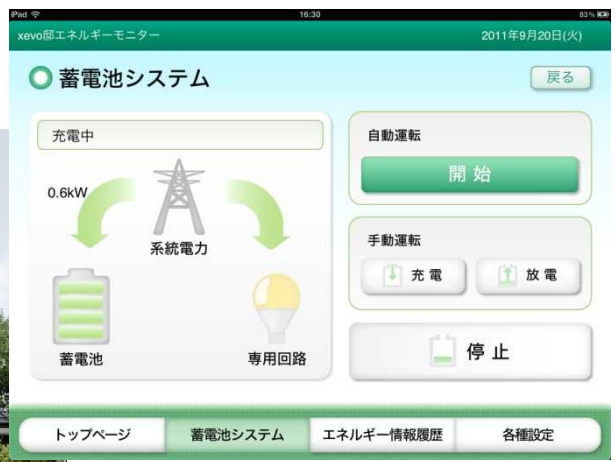 iPad 16:30 83%
xevo邸エネルギーモニター 2011年9月20日(火)
蓄電池システム 戻る
充電中
0.6kW
系統電力
蓄電池 専用回路
自動運転
開始
手動運転
充電 放電
停止
トップページ 蓄電池システム エネルギー情報履歴 各種設定